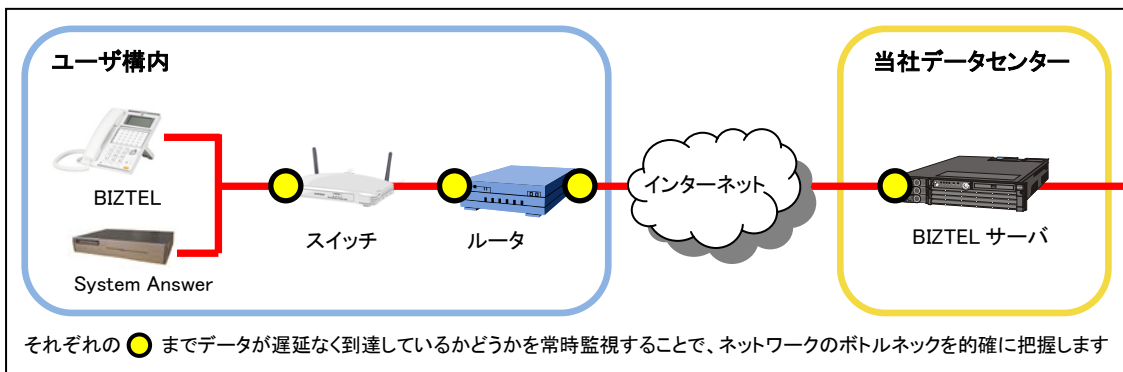 ユーザ構内
当社データセンター
BIZTEL
System Answer
スイッチ
ルータ
インターネット
BIZTEL サーバ
それぞれの までデータが遅延なく到達しているかどうかを常時監視することで、ネットワークのボトルネックを的確に把握します